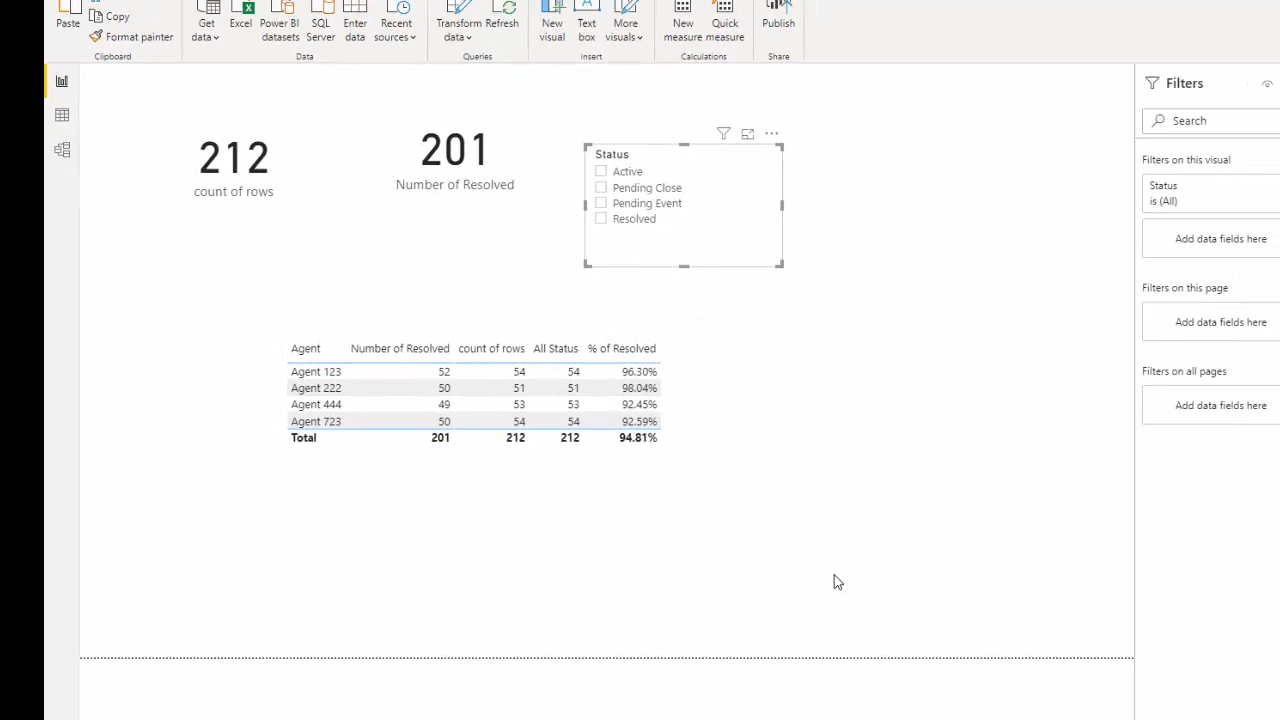 Copy
Format painter
Paste
Clipboard
Get data
Excel
Power BI datasets
SQL Server
Enter data
Recent sources
Data
Transform data
Refresh
Queries
New visual
Text box
More visuals
Insert
New measure
Quick measure
Calculations
Publish
Share
212
count of rows
201
Number of Resolved
Status
Active
Pending Close
Pending Event
Resolved
Agent Number of Resolved count of rows All Status % of Resolved
Agent 123 52 54 54 96.30%
Agent 222 50 51 51 98.04%
Agent 444 49 53 53 92.45%
Agent 723 50 54 54 92.59%
Total 201 212 212 94.81%
Filters
Search
Filters on this visual
Status
is (All)
Add data fields here
Filters on this page
Add data fields here
Filters on all pages
Add data fields here